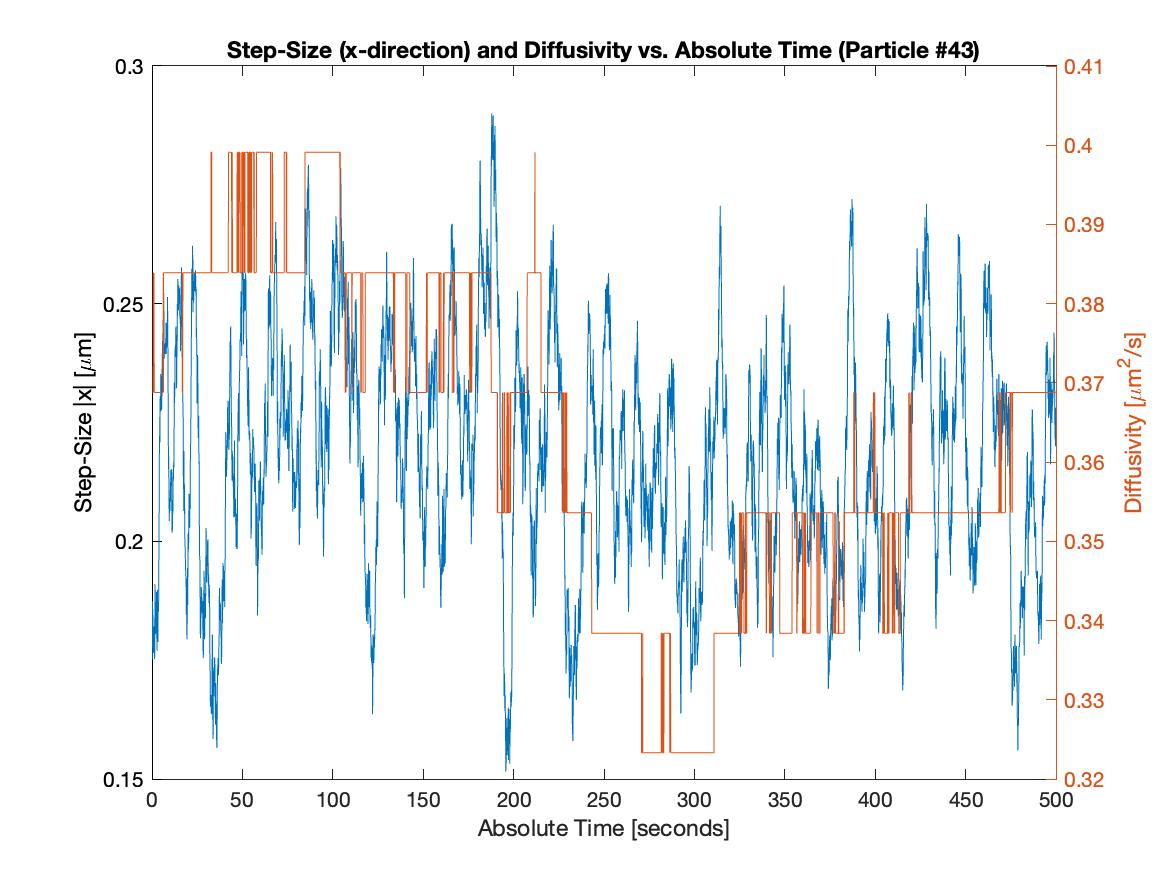 Step-Size (x-direction) and Diffusivity vs. Absolute Time (Particle #43)
0.3
0.25
0.2
0.15
Step-Size |x| [μm]
0.41
0.4
0.39
0.38
0.37
0.36
0.35
0.34
0.33
0.32
Diffusivity [μm²/s]
0 50 100 150 200 250 300 350 400 450 500
Absolute Time [seconds]